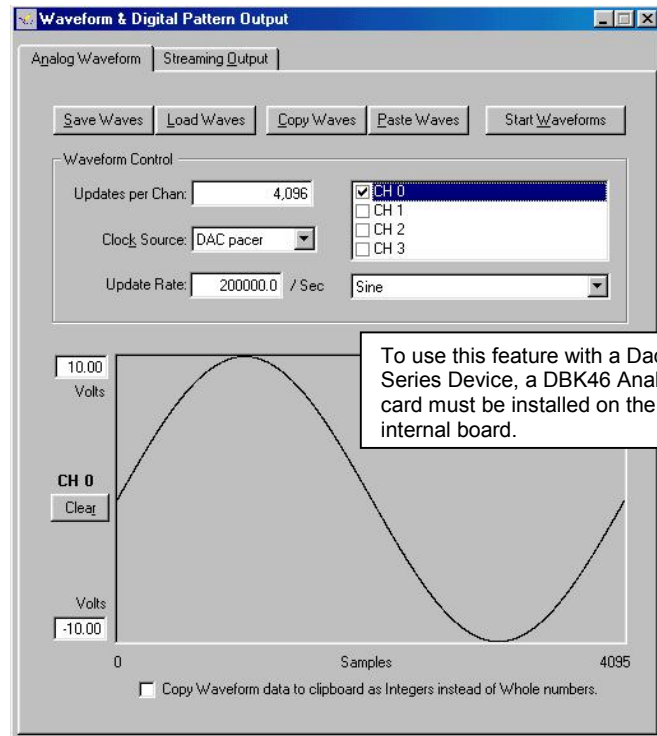 Waveform & Digital Pattern Output
Analog Waveform Streaming Output
Save Waves Load Waves Copy Waves Paste Waves Start Waveforms
Waveform Control
Updates per Chan: 4,096
CH 0
CH 1
CH 2
CH 3
Clock Source: DAC pacer
Update Rate: 200000.0 / Sec
Sine
To use this feature with a
Series Device, a DBK46
card must be installed on the
internal board.
10.00
Volts
CH 0
Clear
Volts
-10.00
0 Samples 4095
Copy Waveform data to clipboard as Integers instead of Whole numbers.